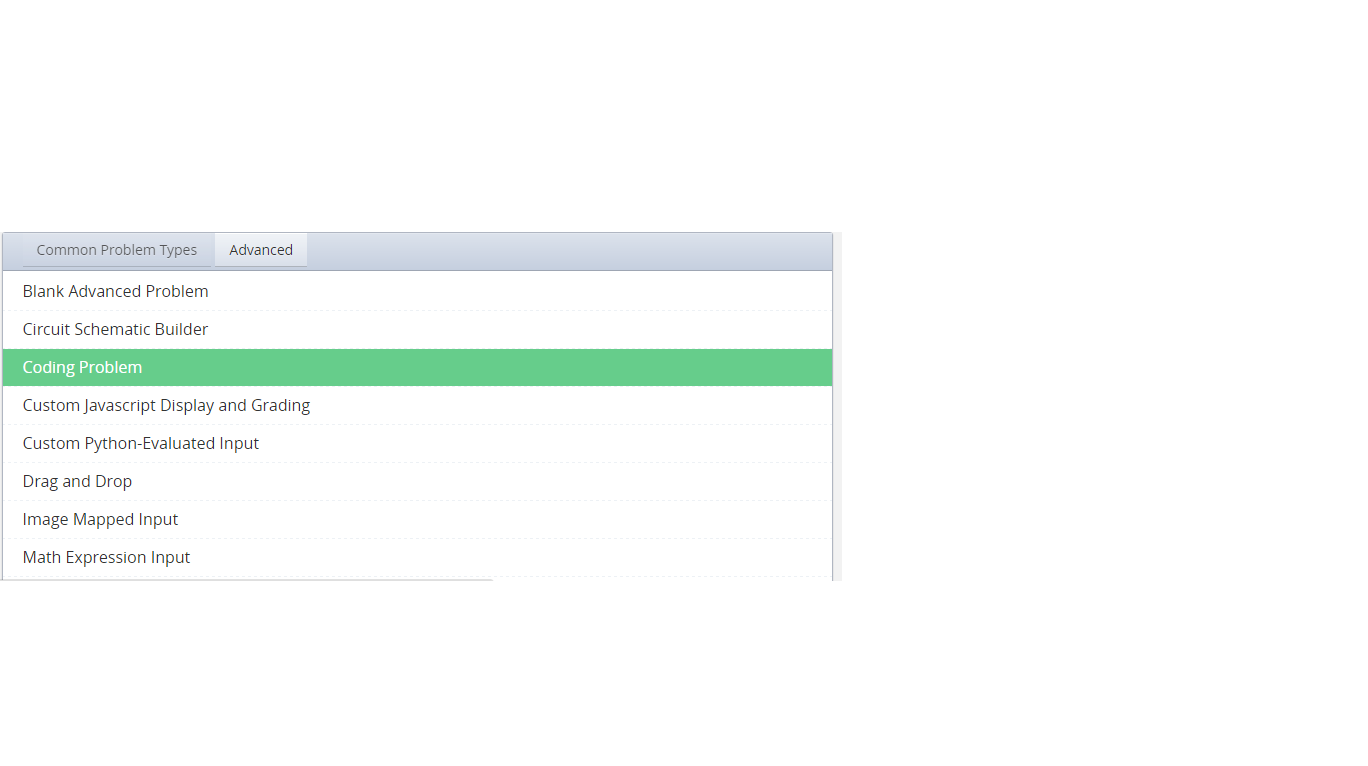 Common Problem Types Advanced
Blank Advanced Problem
Circuit Schematic Builder
Coding Problem
Custom Javascript Display and Grading
Custom Python-Evaluated Input
Drag and Drop
Image Mapped Input
Math Expression Input